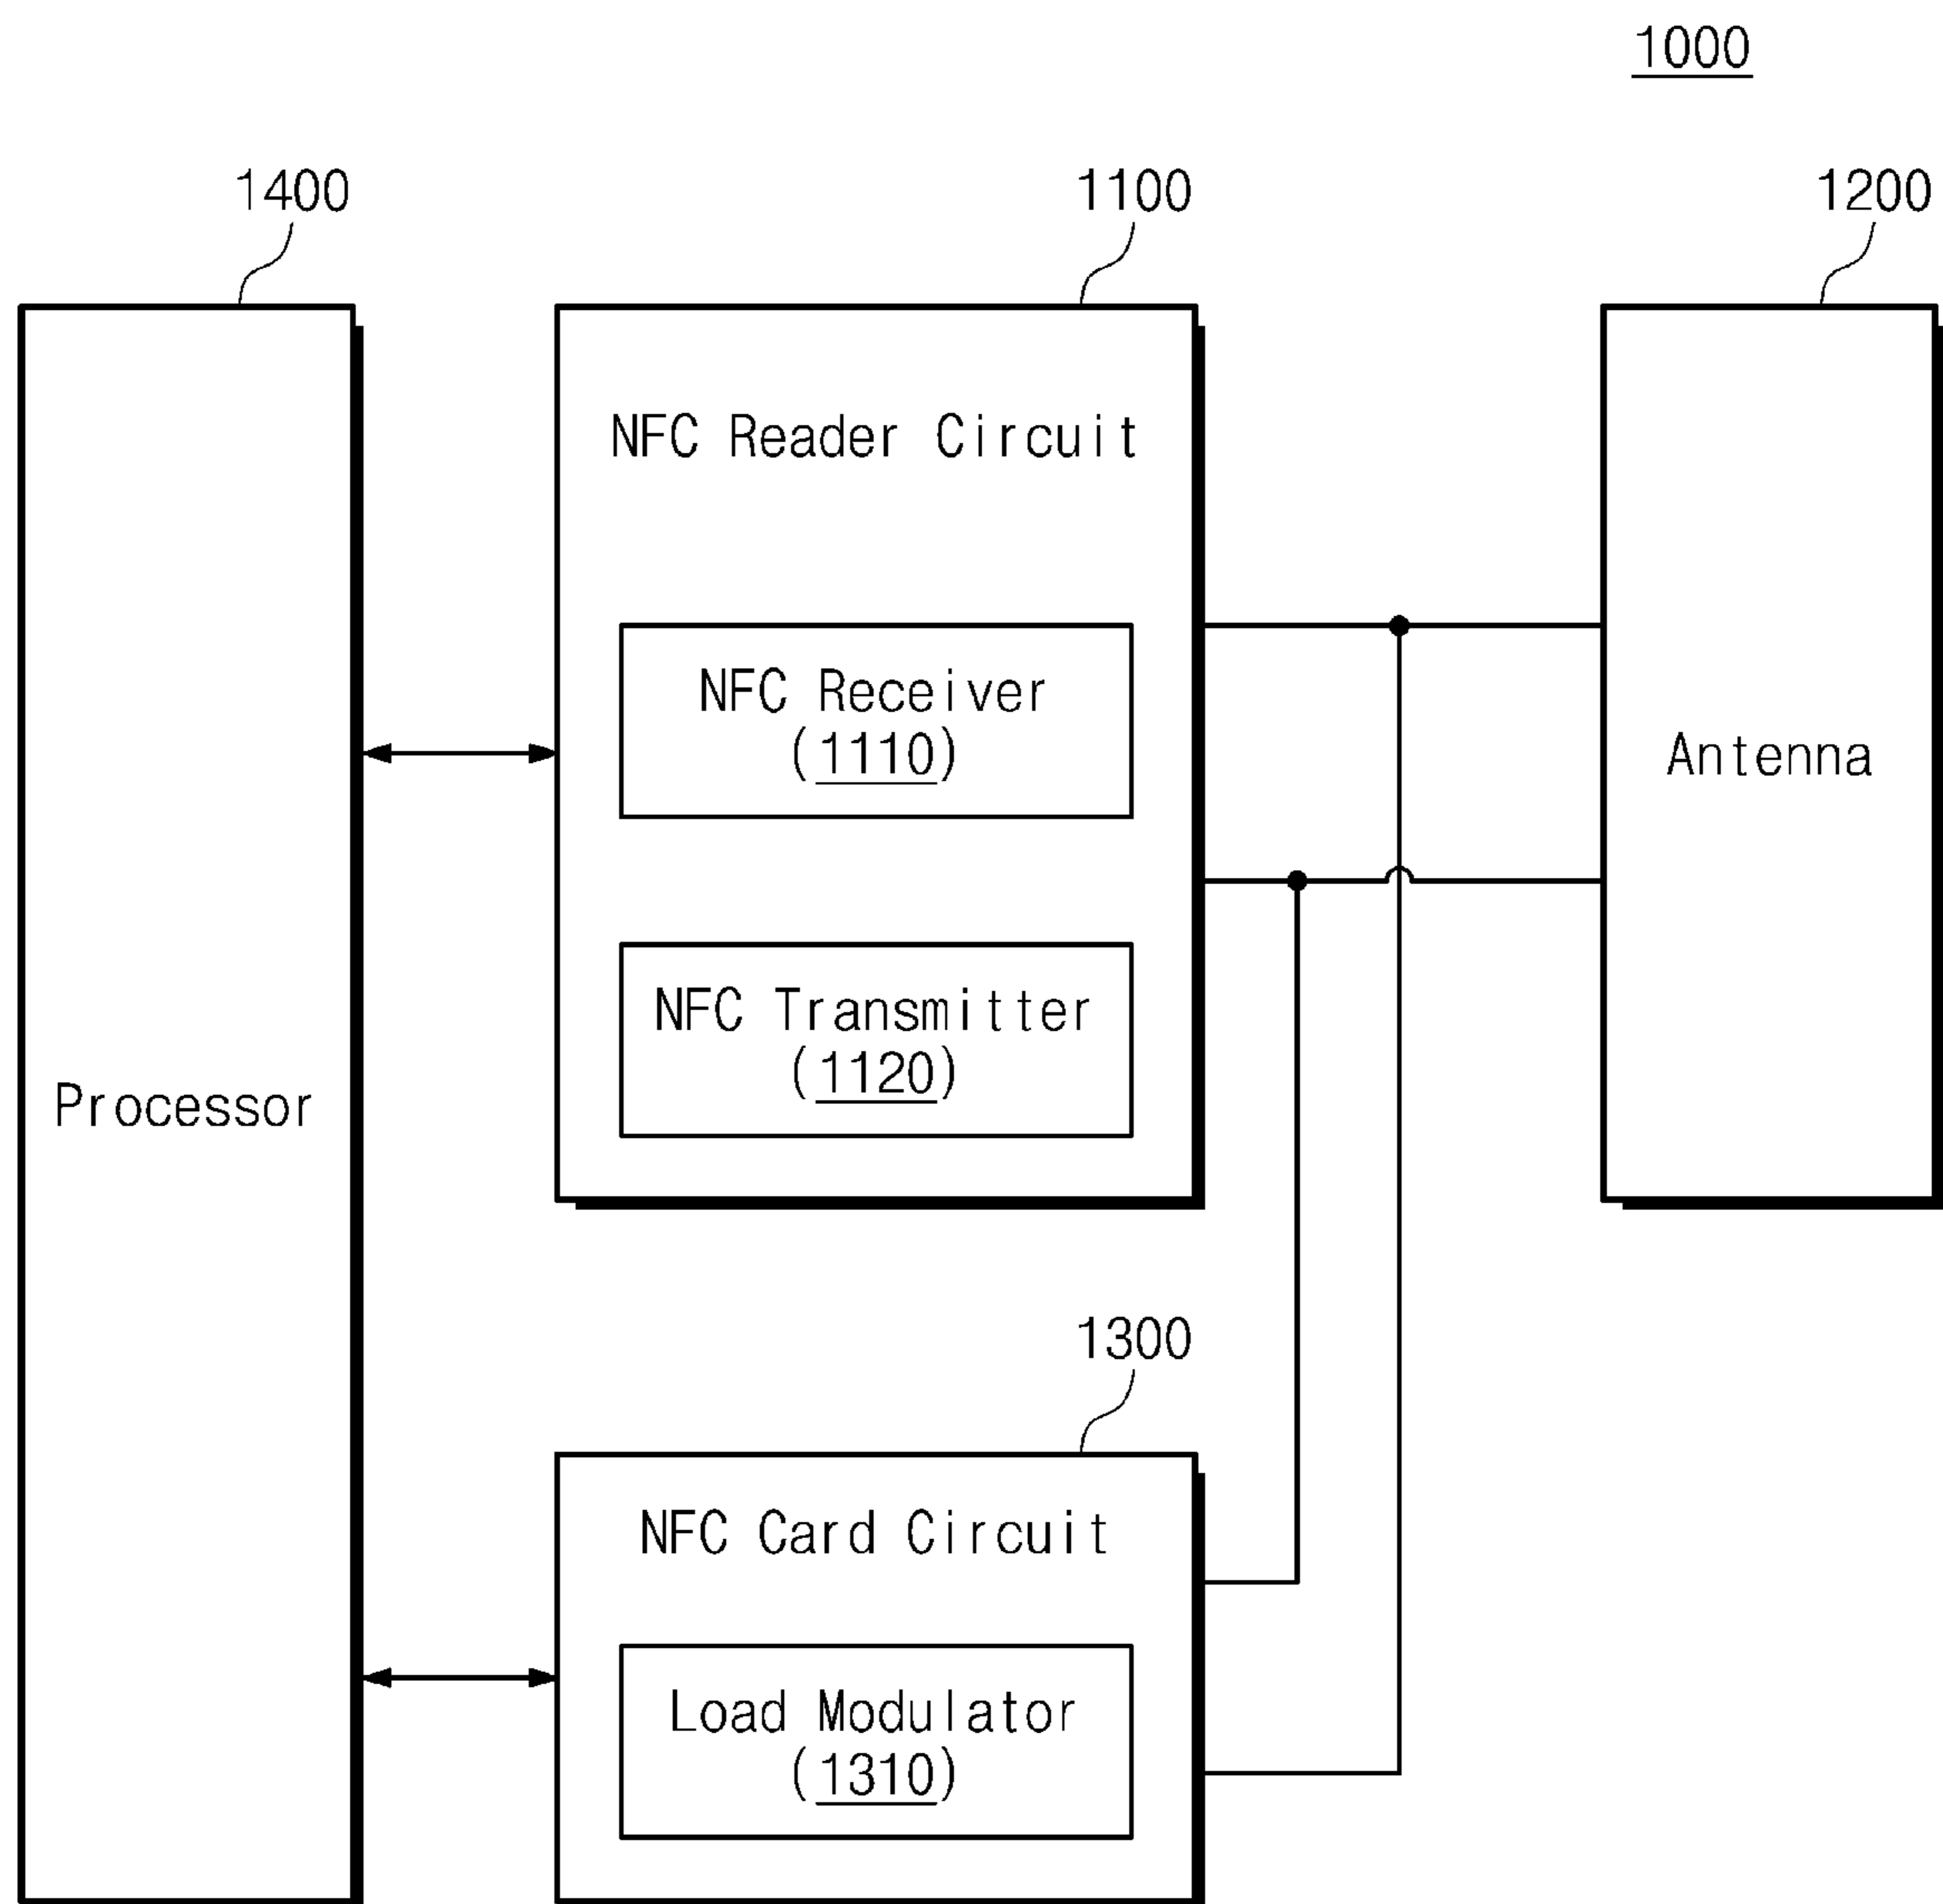 1000
1400
1100
1200
NFC Reader Circuit
NFC Receiver
(1110)
Antenna
NFC Transmitter
(1120)
Processor
1300
NFC Card Circuit
Load Modulator
(1310)